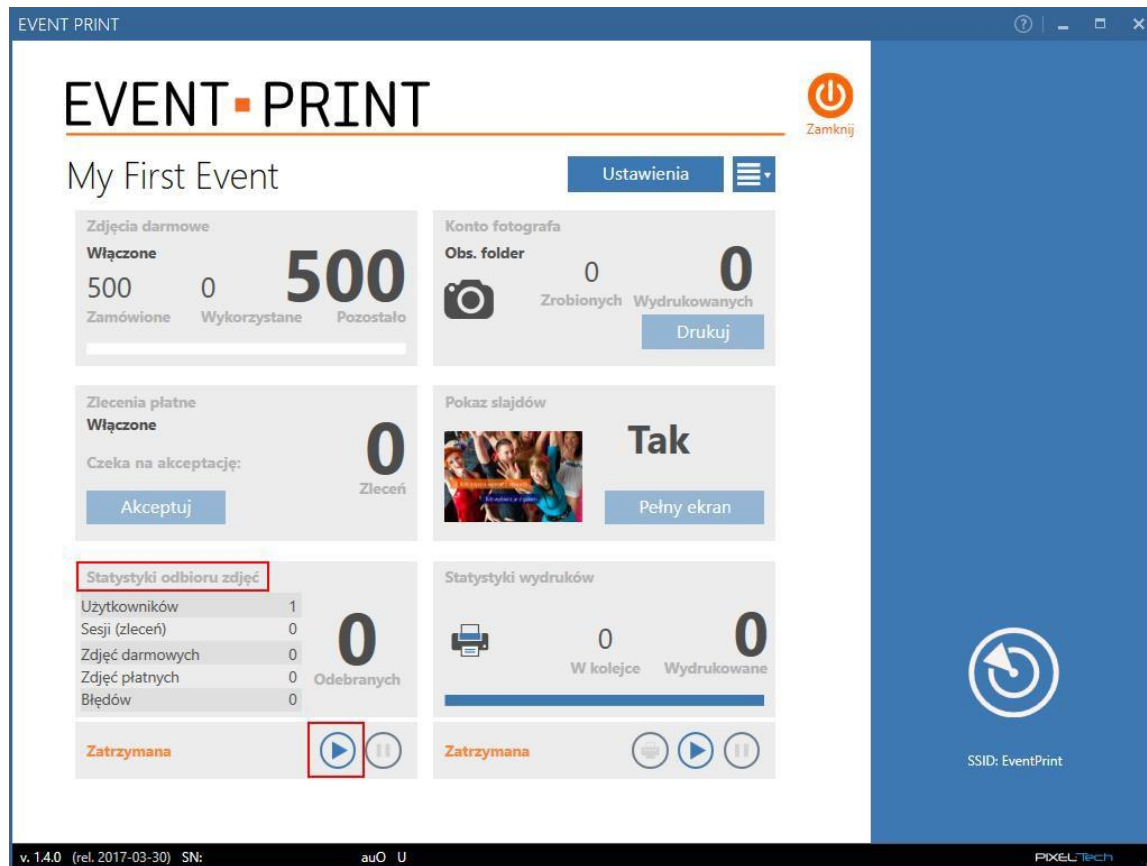 EVENT PRINT
EVENT PRINT
Zamknij
My First Event
Ustawienia
Zdjęcia darmowe
Włączone
500 0 500
Zamówione Wykorzystane Pozostało
Konto fotografa
Obs. folder
0 0
Zrobionych Wydrukowanych
Drukuj
Zlecenia płatne
Włączone
0
Czeka na akceptację:
Zleceń
Akceptuj
Pokaz slajdów
Tak
Pełny ekran
Statystyki odbioru zdjęć
Użytkowników 1
Sesji (zleceń) 0
Zdjęć darmowych 0
Zdjęć płatnych 0
Błędów 0
0
Odebranych
Statystyki wydruków
0 0
W kolejce Wydrukowane
Zatrzymana
Zatrzymana
SSID: EventPrint
v. 1.4.0 (rel. 2017-03-30) SN: auO U
PIXEL-Tech